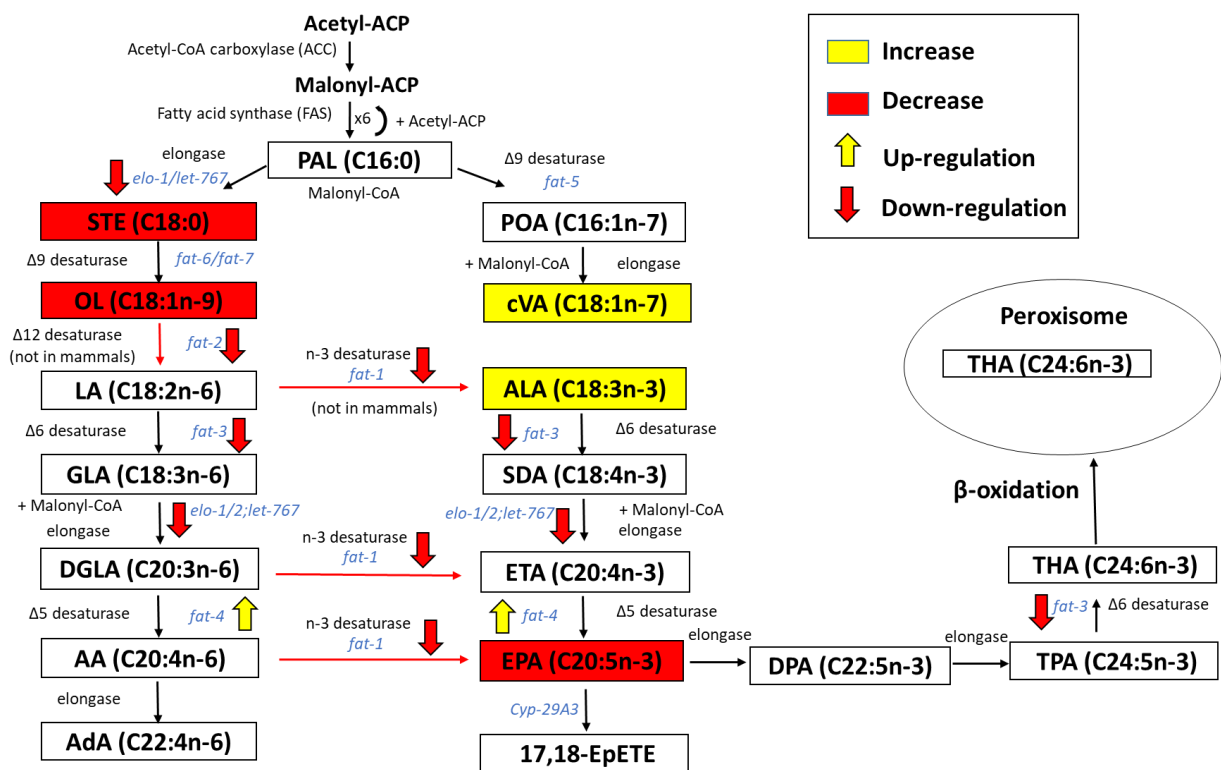 Acetyl-ACP
Acetyl-CoA carboxylase (ACC)
Malonyl-ACP
Fatty acid synthase (FAS)
x6
+ Acetyl-ACP
PAL (C16:0)
elongase
elo-1/let-767
Malonyl-CoA
Δ9 desaturase
fat-5
STE (C18:0)
POA (C16:1n-7)
Δ9 desaturase
fat-6/fat-7
+ Malonyl-CoA
elongase
OL (C18:1n-9)
cVA (C18:1n-7)
Δ12 desaturase
(not in mammals)
fat-2
n-3 desaturase
fat-1
(not in mammals)
LA (C18:2n-6)
ALA (C18:3n-3)
Δ6 desaturase
fat-3
fat-3
Δ6 desaturase
GLA (C18:3n-6)
SDA (C18:4n-3)
+ Malonyl-CoA
elongase
elo-1/2;let-767
n-3 desaturase
fat-1
elo-1/2;let-767
+ Malonyl-CoA
elongase
DGLA (C20:3n-6)
ETA (C20:4n-3)
Δ5 desaturase
fat-4
n-3 desaturase
fat-1
fat-4
Δ5 desaturase
AA (C20:4n-6)
EPA (C20:5n-3)
elongase
DPA (C22:5n-3)
elongase
TPA (C24:5n-3)
elongase
Cyp-29A3
AdA (C22:4n-6)
17,18-EpETE
fat-3
Δ6 desaturase
THA (C24:6n-3)
β-oxidation
Peroxisome
THA (C24:6n-3)
Increase
Decrease
Up-regulation
Down-regulation